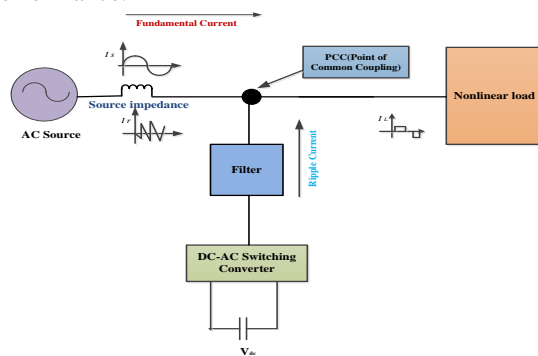 Fundamental Current
I S
PCC(Point of
Common Coupling)
Nonlinear load
Source impedance
AC Source
I r
I L
Ripple Current
Filter
DC-AC Switching
Converter
V dc